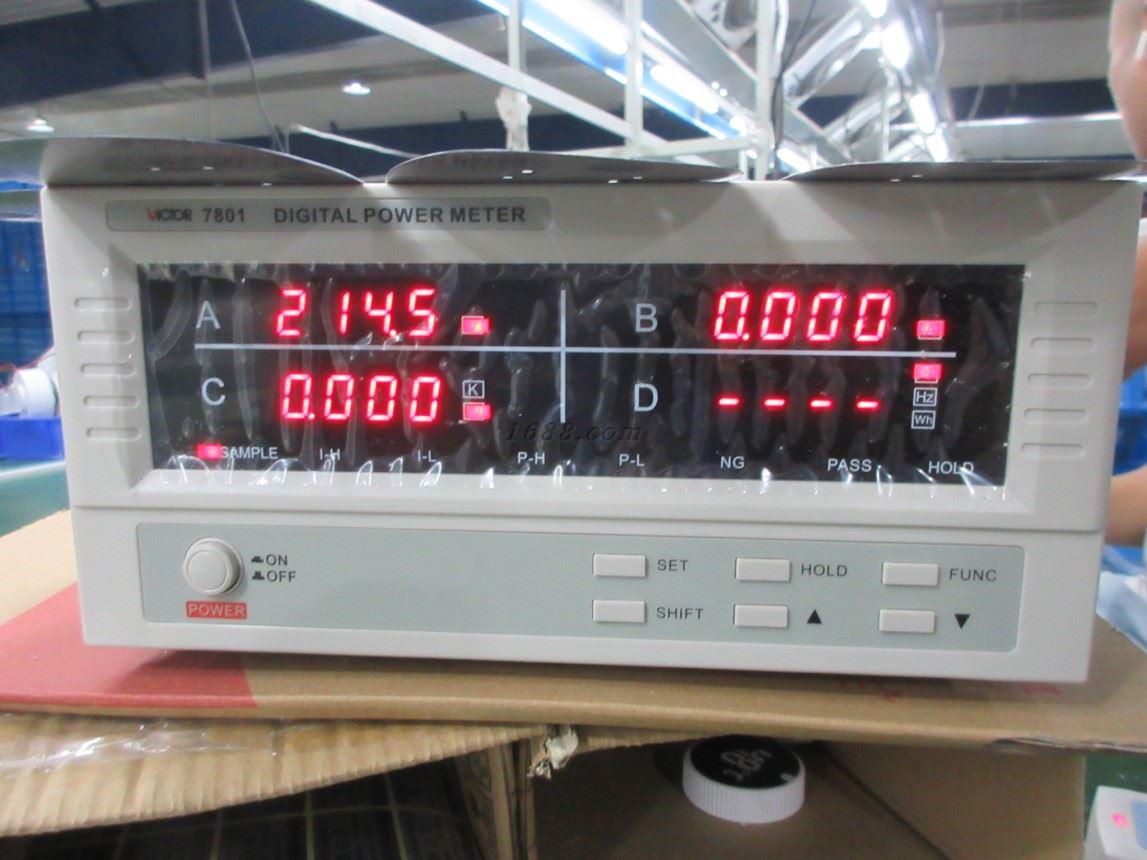 VICTOR 7801 DIGITAL POWER METER
A 214.5 B 0.000
C 0.000 K D ---- Hz
Wh
1688.com
SAMPLE I-H I-L P-H P-L NG PASS HOLD
ON
OFF
POWER
SET HOLD FUNC
SHIFT ▲ ▼